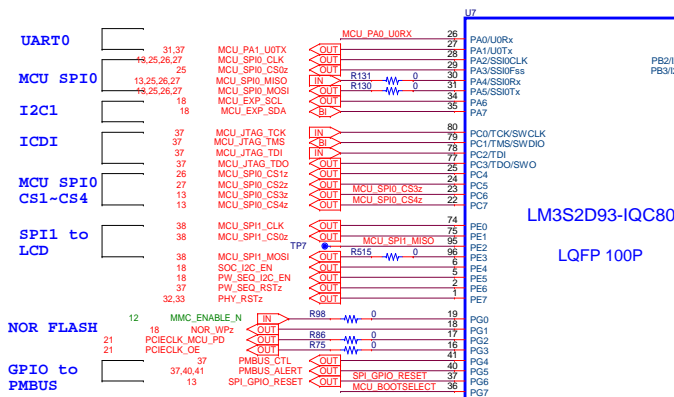 U7
UART0
MCU_PA0_U0RX 26 PA0/U0Rx
31,37 MCU_PA1_U0TX OUT 27 PA1/U0Tx
13,25,26,27 MCU_SPI0_CLK OUT 28 PA2/SSI0CLK PB2/I
MCU SPI0
25 MCU_SPI0_CS0z OUT 29 PA3/SSI0Fss PB3/I
13,25,26,27 MCU_SPI0_MISO IN R131 0 30 PA4/SSI0Rx
13,25,26,27 MCU_SPI0_MOSI OUT R130 0 31 PA5/SSI0Tx
I2C1
18 MCU_EXP_SCL OUT 34 PA6
18 MCU_EXP_SDA BI 35 PA7
ICDI
37 MCU_JTAG_TCK IN 80 PC0/TCK/SWCLK
37 MCU_JTAG_TMS BI 79 PC1/TMS/SWDIO
37 MCU_JTAG_TDI IN 78 PC2/TDI
37 MCU_JTAG_TDO OUT 77 PC3/TDO/SWO
MCU SPI0
CS1~CS4
26 MCU_SPI0_CS1z OUT 25 PC4
27 MCU_SPI0_CS2z OUT 24 PC5
13 MCU_SPI0_CS3z OUT MCU_SPI0_CS3z 23 PC6
13 MCU_SPI0_CS4z OUT MCU_SPI0_CS4z 22 PC7
LM3S2D93-IQC80
LQFP 100P
SPI1 to
LCD
38 MCU_SPI1_CLK OUT 74 PE0
38 MCU_SPI1_CS0z OUT 75 PE1
TP7 MCU_SPI1_MISO 95 PE2
38 MCU_SPI1_MOSI OUT R515 0 96 PE3
18 SOC_I2C_EN OUT 6 PE4
18 PW_SEQ_I2C_EN OUT 5 PE5
37 PW_SEQ_RSTz OUT 2 PE6
32,33 PHY_RSTz OUT 1 PE7
NOR FLASH
12 MMC_ENABLE_N IN R98 0 19 PG0
18 NOR_WPz OUT 18 PG1
21 PCIECLK_MCU_PD OUT R86 0 17 PG2
21 PCIECLK_OE OUT R75 0 16 PG3
GPIO to
PMBUS
37 PMBUS_CTL OUT 41 PG4
37,40,41 PMBUS_ALERT OUT 40 PG5
13 SPI_GPIO_RESET OUT SPI_GPIO_RESET 37 PG6
MCU_BOOTSELECT 36 PG7